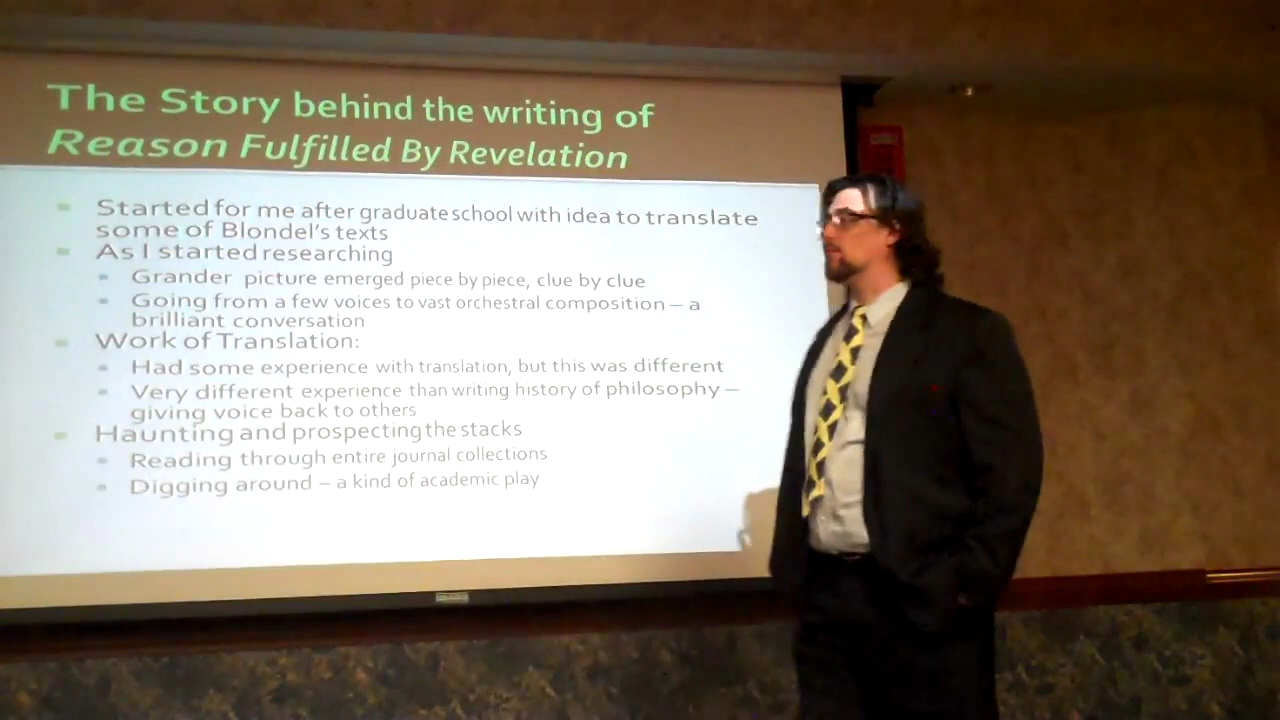 The Story behind the writing of
Reason Fulfilled By Revelation
Started for me after graduate school with idea to translate
some of Blondel's texts
As I started researching
Grander picture emerged piece by piece, clue by clue
Going from a few voices to vast orchestral composition – a
brilliant conversation
Work of Translation:
Had some experience with translation, but this was different
Very different experience than writing history of philosophy –
giving voice back to others
Haunting and prospecting the stacks
Reading through entire journal collections
Digging around – a kind of academic play